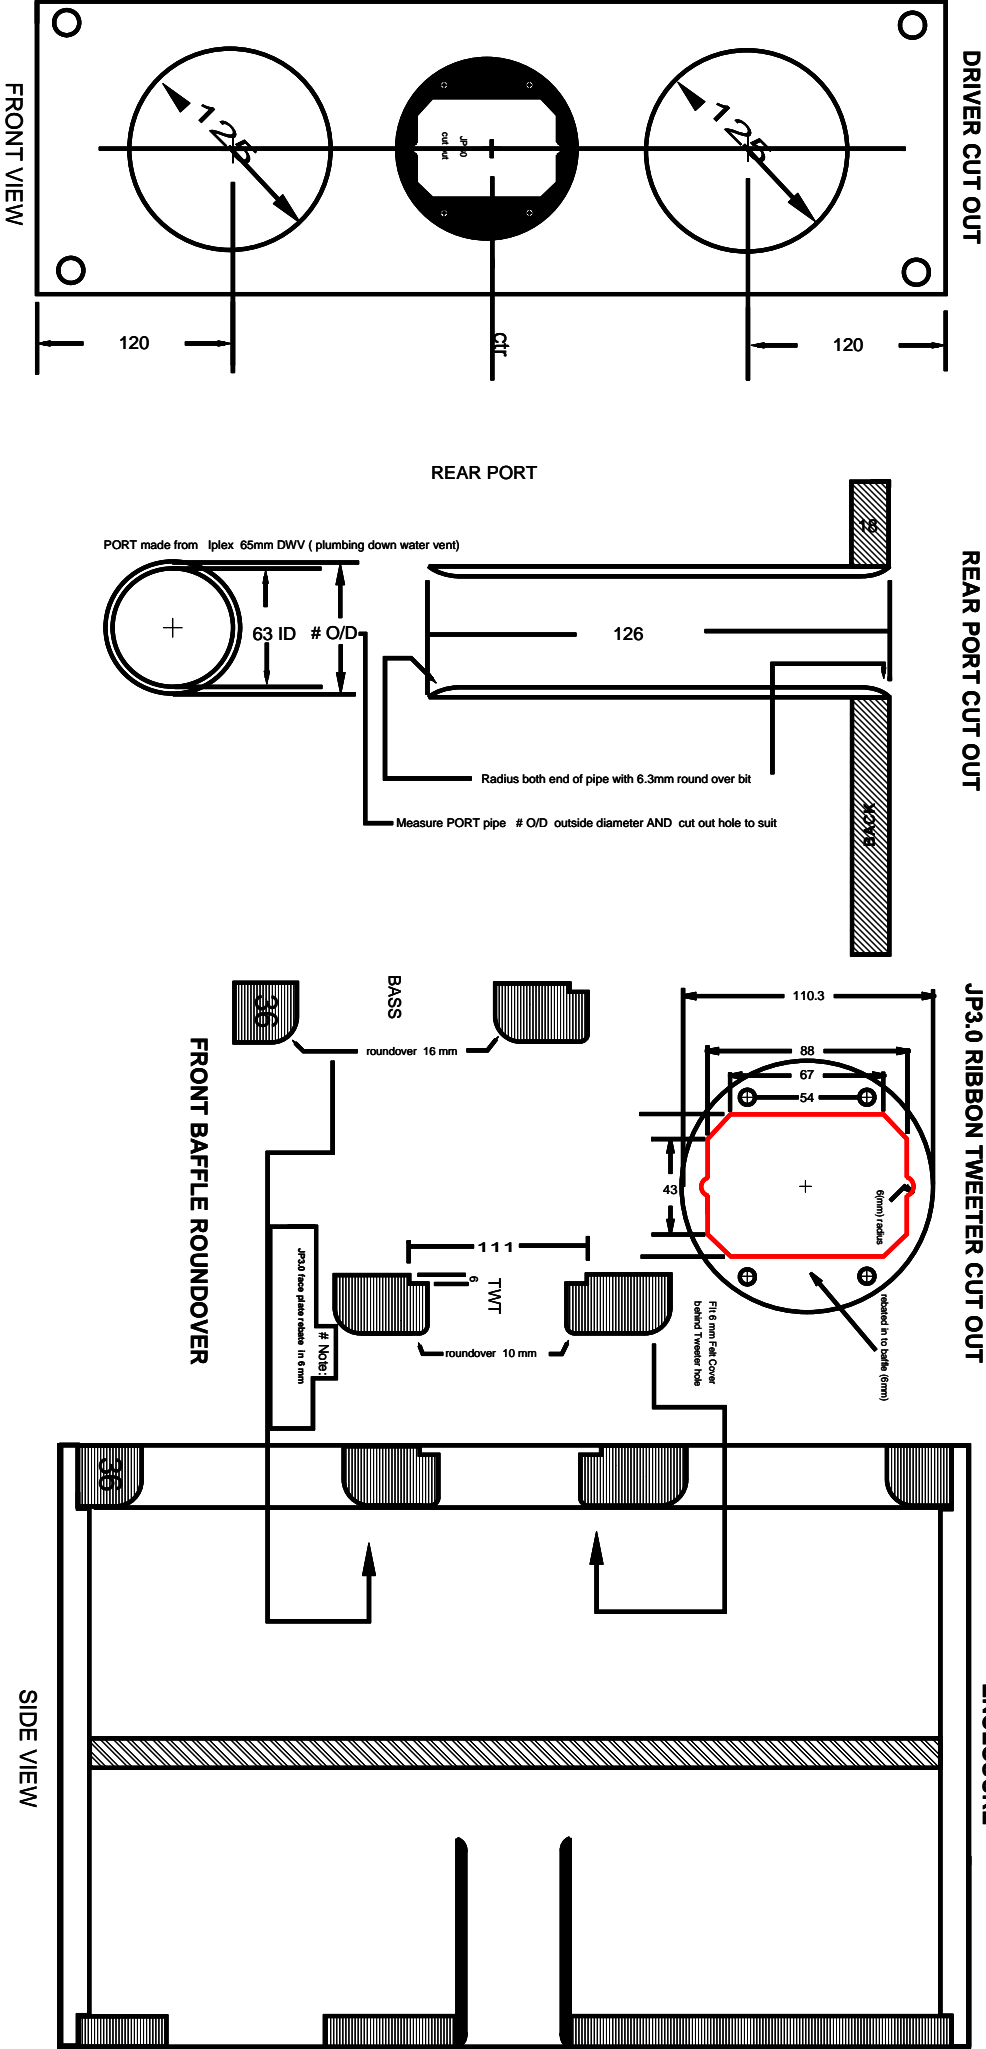 DRIVER CUT OUT
125
125
JP30
cut out
FRONT VIEW
ctr
120
120
REAR PORT
REAR PORT CUT OUT
18
PORT made from Iplex 65mm DWV ( plumbing down water vent)
63 ID # O/D
126
Radius both end of pipe with 6.3mm round over bit
Measure PORT pipe # O/D outside diameter AND cut out hole to suit
BACK
JP3.0 RIBBON TWEETER CUT OUT
110.3
88
67
54
43
6(mm) radius
rebated in to baffle (6mm)
Fit 6 mm Felt Cover
behind Tweeter hole
BASS
36
roundover 16 mm
FRONT BAFFLE ROUNDOVER
111
6
TWT
roundover 10 mm
# Note:
JP3.0 face plate rebate in 6 mm
36
SIDE VIEW